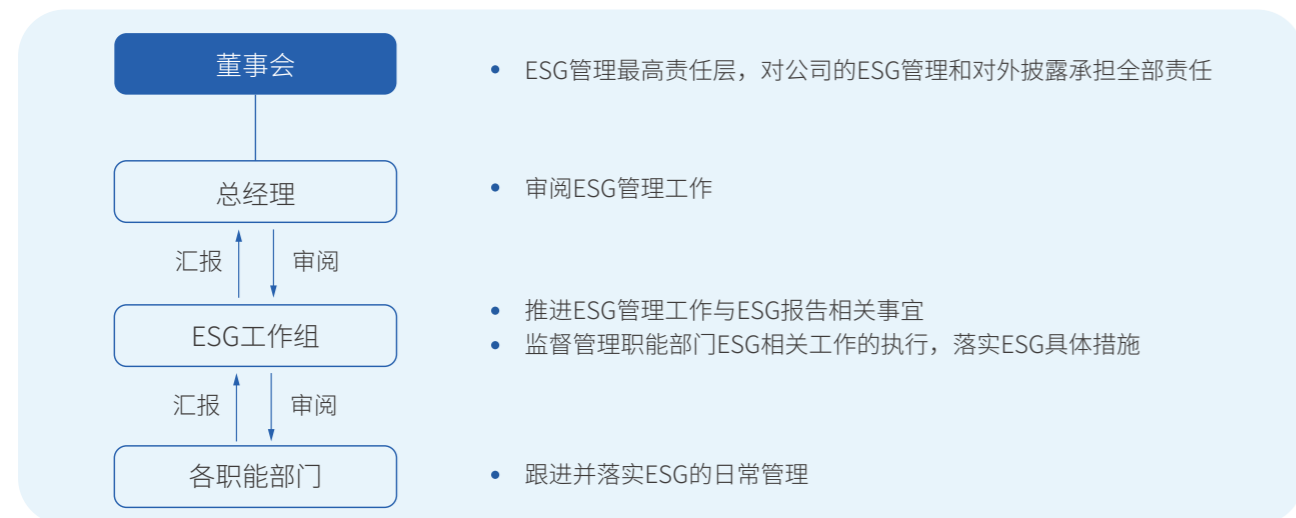 董事会
• ESG管理最高责任层，对公司的ESG管理和对外披露承担全部责任
总经理
• 审阅ESG管理工作
汇报 审阅
ESG工作组
• 推进ESG管理工作与ESG报告相关事宜
• 监督管理职能部门ESG相关工作的执行，落实ESG具体措施
汇报 审阅
各职能部门
• 跟进并落实ESG的日常管理